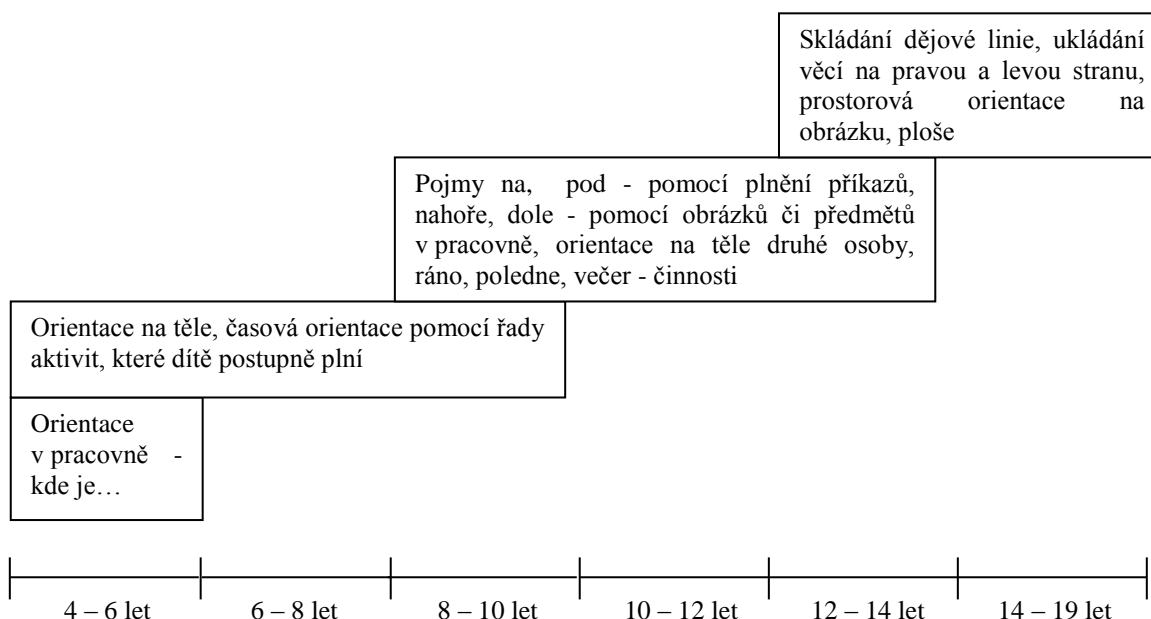 Skládání dějové linie, ukládání
věcí na pravou a levou stranu,
prostorová orientace na
obrázku, ploše
Pojmy na, pod - pomocí plnění příkazů,
nahoře, dole - pomocí obrázků či předmětů
v pracovně, orientace na těle druhé osoby,
ráno, poledne, večer - činnosti
Orientace na těle, časová orientace pomocí řady
aktivit, které dítě postupně plní
Orientace
v pracovně -
kde je…
4 – 6 let 6 – 8 let 8 – 10 let 10 – 12 let 12 – 14 let 14 – 19 let